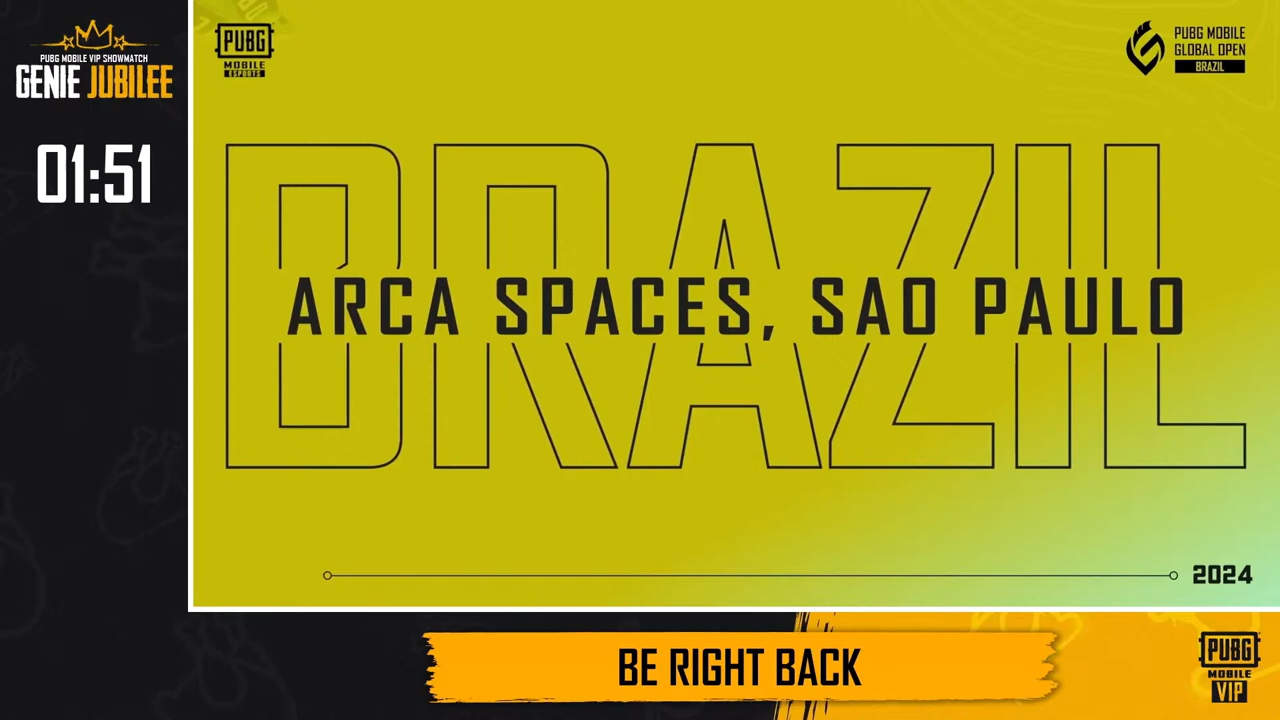 PUBG MOBILE VIP SHOWMATCH
GENIE JUBILEE
01:51
PUBG
MOBILE
ESPORTS
PUBG MOBILE
GLOBAL OPEN
BRAZIL
BRAZIL
ARCA SPACES, SAO PAULO
2024
BE RIGHT BACK
PUBG
MOBILE
VIP